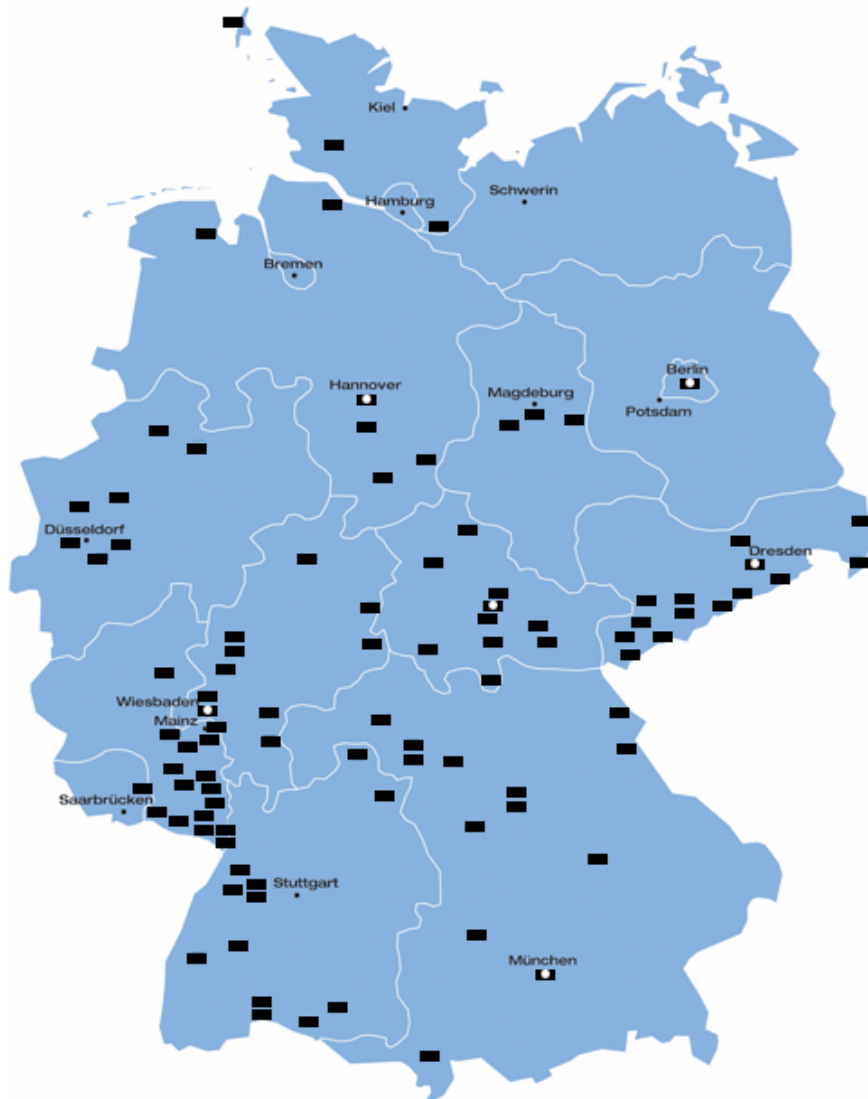 Kiel
Schwerin
Hamburg
Bremen
Berlin
Hannover
Magdeburg
Potsdam
Düsseldorf
Dresden
Wiesbaden
Mainz
Saarbrücken
Stuttgart
München